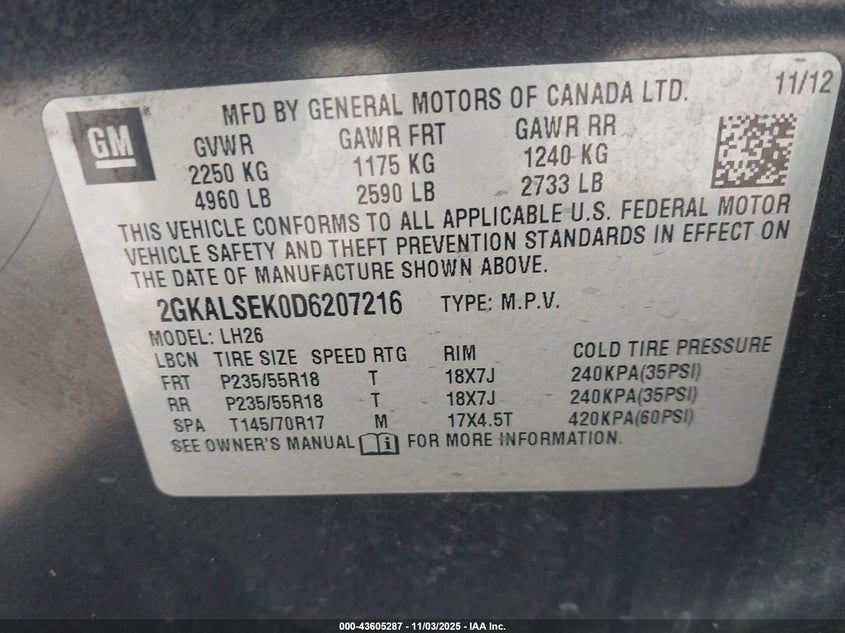 MFD BY GENERAL MOTORS OF CANADA LTD. 11/12
GM®
GVWR GAWR FRT GAWR RR
2250 KG 1175 KG 1240 KG
4960 LB 2590 LB 2733 LB
THIS VEHICLE CONFORMS TO ALL APPLICABLE U.S. FEDERAL MOTOR
VEHICLE SAFETY AND THEFT PREVENTION STANDARDS IN EFFECT ON
THE DATE OF MANUFACTURE SHOWN ABOVE.
2GKALSEK0D6207216 TYPE: M.P.V.
MODEL: LH26
LBCN TIRE SIZE SPEED RTG RIM COLD TIRE PRESSURE
FRT P235/55R18 T 18X7J 240KPA(35PSI)
RR P235/55R18 T 18X7J 240KPA(35PSI)
SPA T145/70R17 M 17X4.5T 420KPA(60PSI)
SEE OWNER'S MANUAL i FOR MORE INFORMATION.
000-43605287 - 11/03/2025 - IAA Inc.